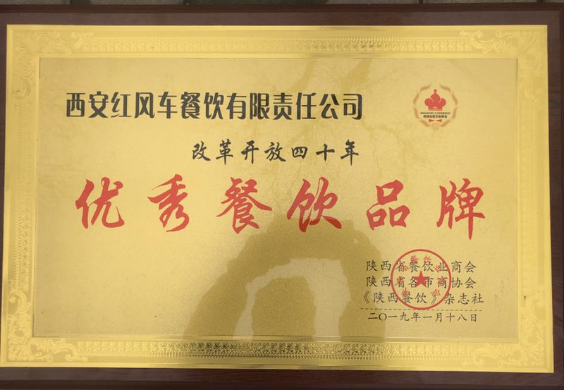 西安红风车餐饮有限责任公司
改革开放四十年
优秀餐饮品牌
陕西省餐饮业商会
陕西省各市商协会
《陕西餐饮》杂志社
二〇一九年一月十八日